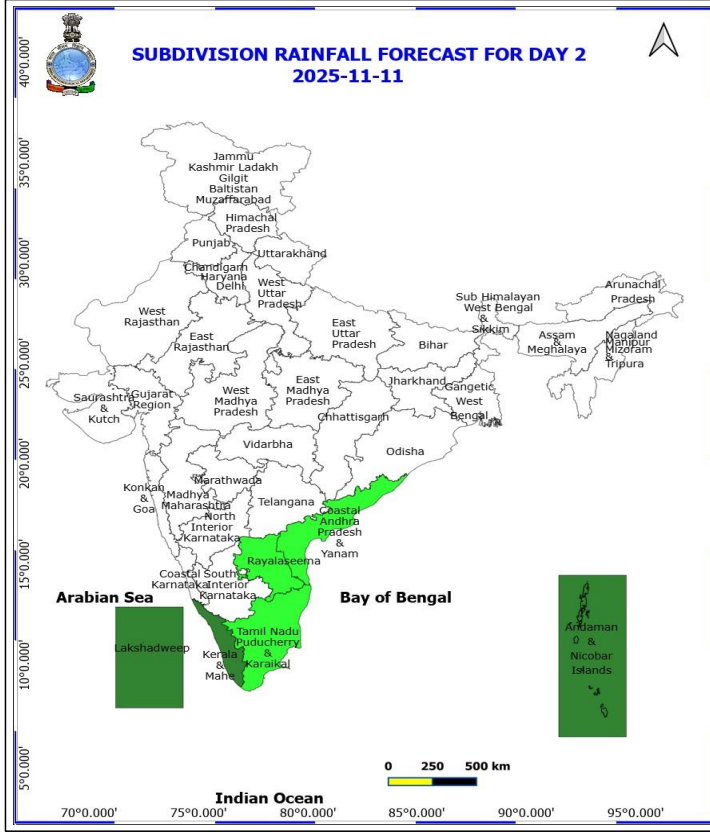 SUBDIVISION RAINFALL FORECAST FOR DAY 2
2025-11-11
40°0.000'
35°0.000'
30°0.000'
25°0.000'
20°0.000'
15°0.000'
10°0.000'
5°0.000'
Jammu
Kashmir Ladakh
Gilgit
Baltistan
Muzaffarabad
Himachal
Pradesh
Punjab
Uttarakhand
Chandigarh
Haryana
Delhi
West
Uttar
Pradesh
West
Rajasthan
East
Rajasthan
East
Uttar
Pradesh
Bihar
Sub Himalayan
West Bengal
&
Sikkim
Arunachal
Pradesh
Assam
&
Meghalaya
Nagaland
Manipur
Mizoram
&
Tripura
Saurashtra
&
Kutch
Gujarat
Region
West
Madhya
Pradesh
East
Madhya
Pradesh
Jharkhand
Gangetic
West
Bengal
Chhattisgarh
Odisha
Vidarbha
Konkan
&
Goa
Madhya
Maharashtra
Marathwada
Telangana
North
Interior
Karnataka
Coastal
Andhra
Pradesh
&
Yanam
Rayalaseema
Coastal
Karnataka
South
Interior
Karnataka
Arabian Sea
Bay of Bengal
Lakshadweep
Kerala
&
Mahe
Tamil Nadu
Puducherry
&
Karaikal
Andaman
&
Nicobar
Islands
0 250 500 km
Indian Ocean
70°0.000' 75°0.000' 80°0.000' 85°0.000' 90°0.000' 95°0.000'